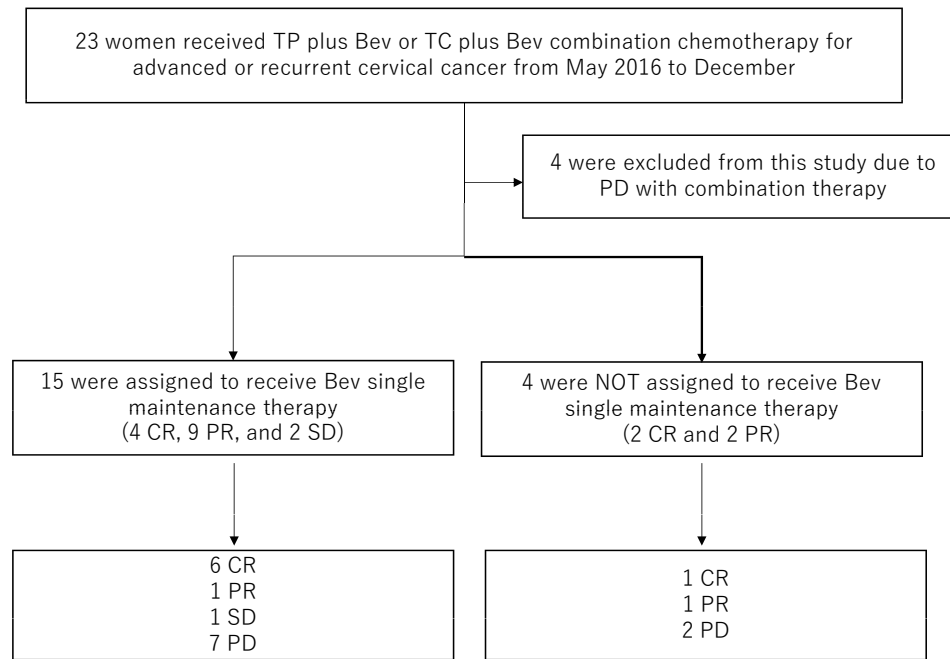 23 women received TP plus Bev or TC plus Bev combination chemotherapy for
advanced or recurrent cervical cancer from May 2016 to December
4 were excluded from this study due to
PD with combination therapy
15 were assigned to receive Bev single
maintenance therapy
(4 CR, 9 PR, and 2 SD)
4 were NOT assigned to receive Bev
single maintenance therapy
(2 CR and 2 PR)
6 CR
1 PR
1 SD
7 PD
1 CR
1 PR
2 PD